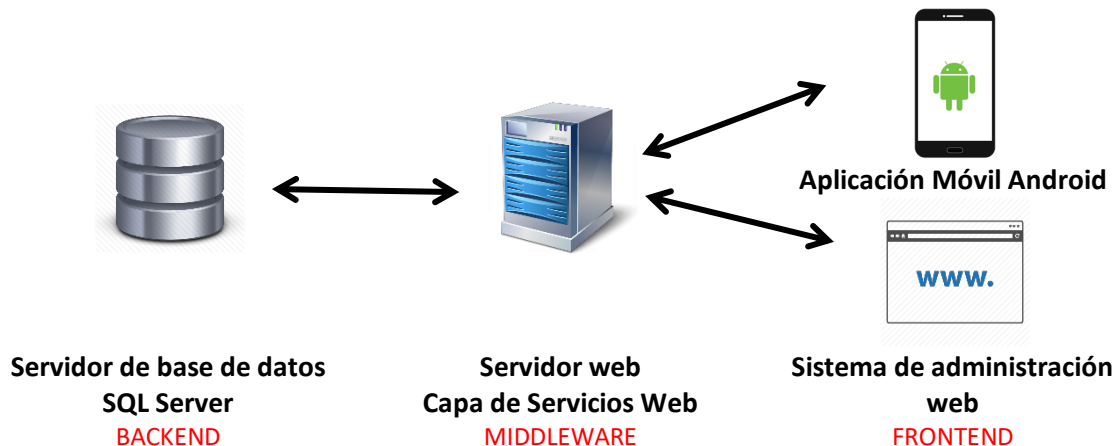 Aplicación Móvil Android
www.
Servidor de base de datos
SQL Server
BACKEND
Servidor web
Capa de Servicios Web
MIDDLEWARE
Sistema de administración
web
FRONTEND